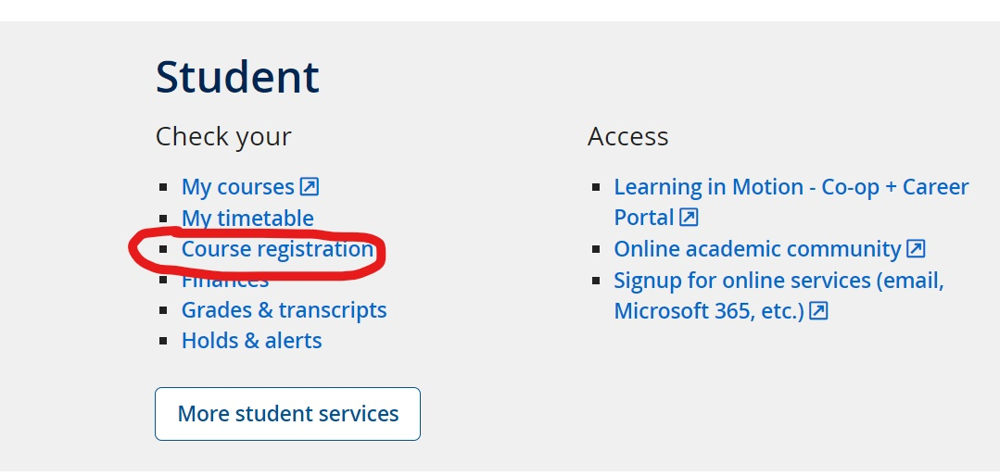 Student
Check your
My courses
My timetable
Course registration
Finances
Grades & transcripts
Holds & alerts
More student services
Access
Learning in Motion - Co-op + Career
Portal
Online academic community
Signup for online services (email,
Microsoft 365, etc.)